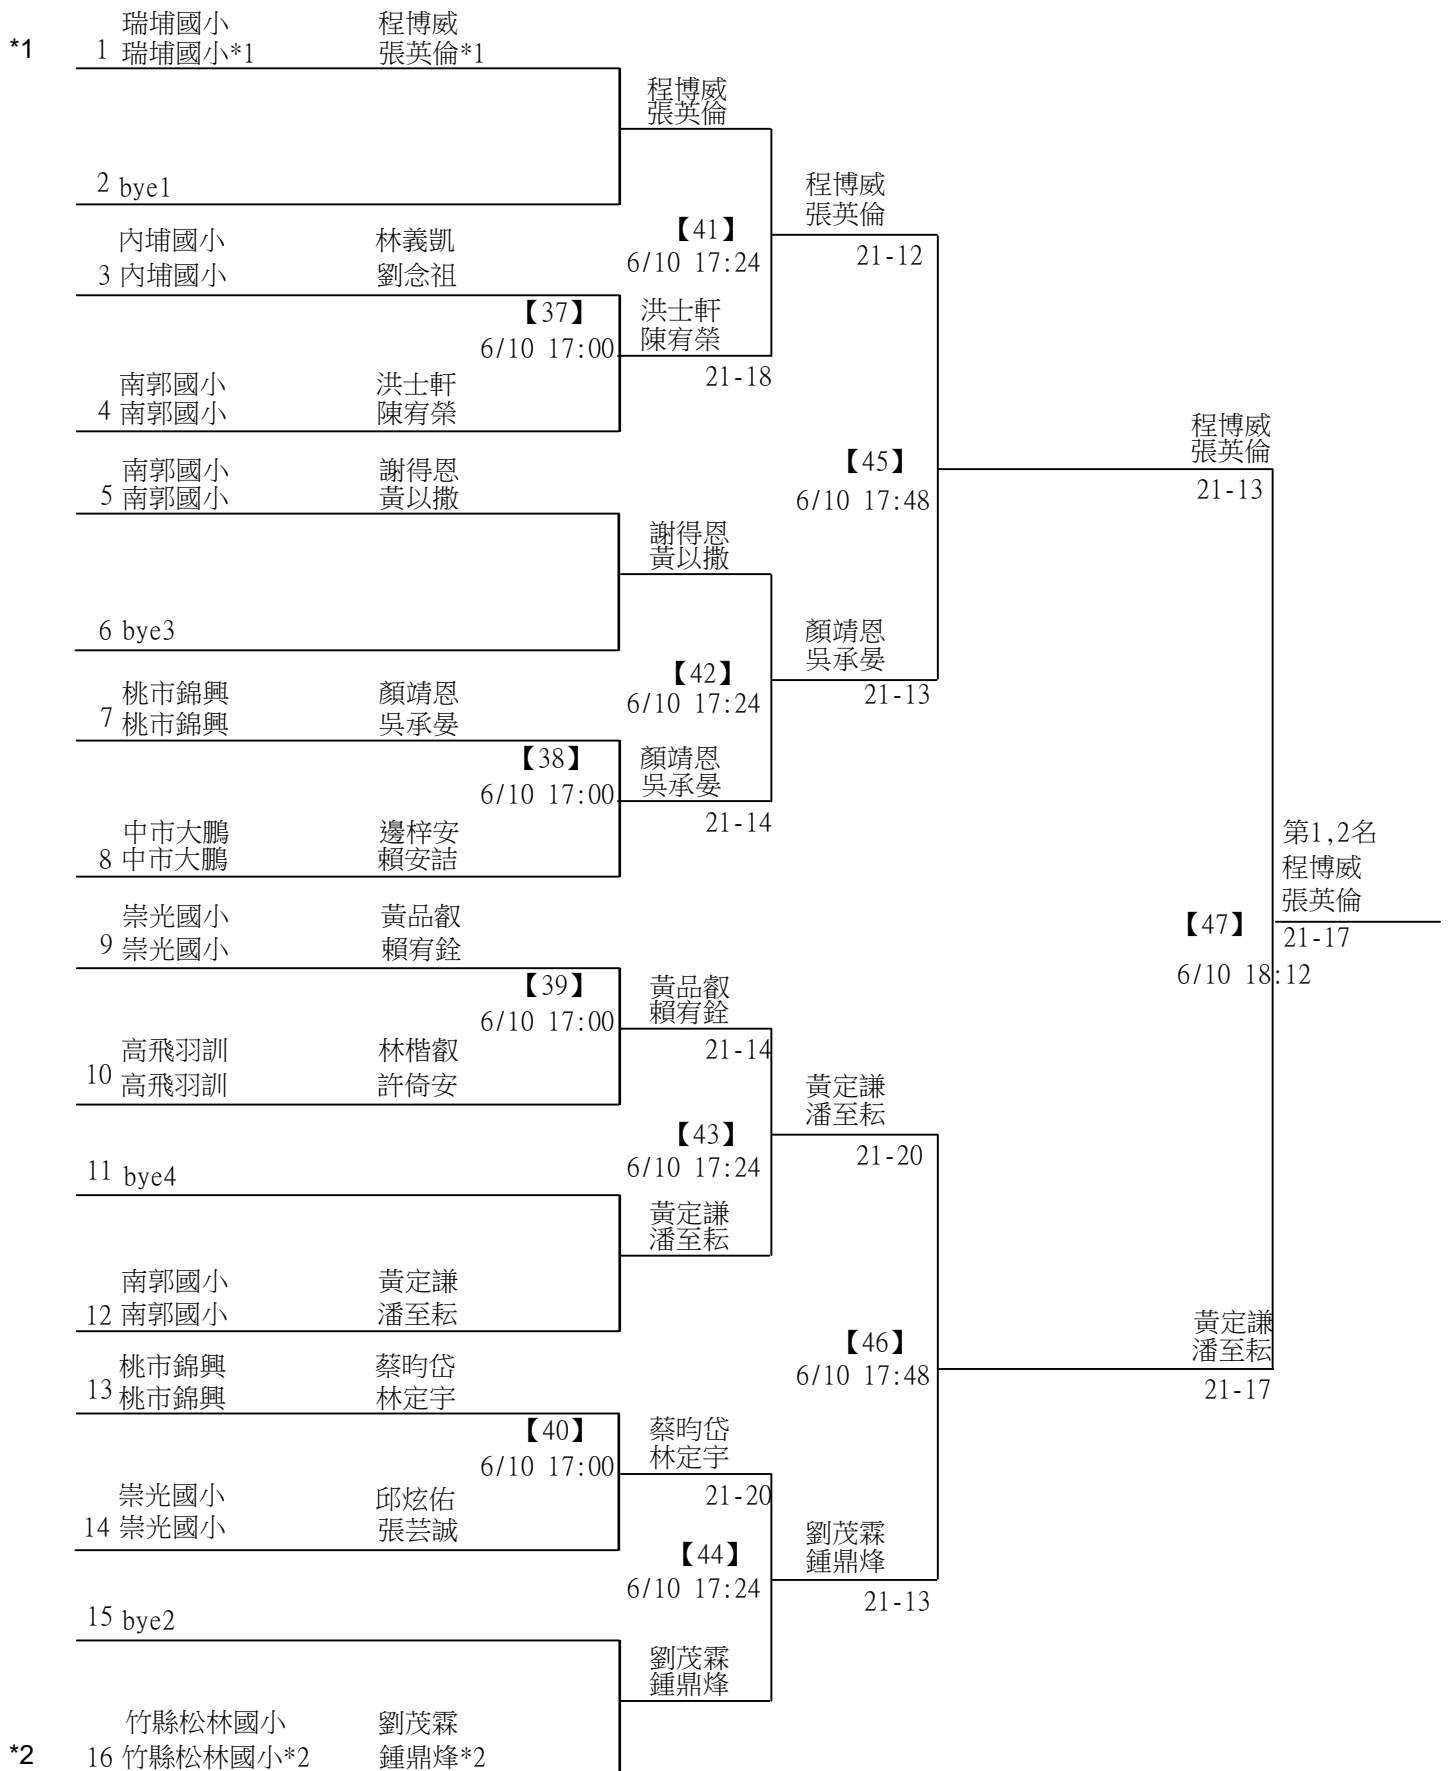 瑞埔國小 程博威
*1 1 瑞埔國小*1 張英倫*1
程博威
張英倫
2 bye1
程博威
張英倫
【41】
6/10 17:24
21-12
內埔國小 林義凱
3 內埔國小 劉念祖
【37】
6/10 17:00
洪士軒
陳宥榮
21-18
南郭國小 洪士軒
4 南郭國小 陳宥榮
程博威
張英倫
21-13
【45】
6/10 17:48
南郭國小 謝得恩
5 南郭國小 黃以撒
謝得恩
黃以撒
6 bye3
顏靖恩
吳承晏
21-13
【42】
6/10 17:24
桃市錦興 顏靖恩
7 桃市錦興 吳承晏
【38】
6/10 17:00
顏靖恩
吳承晏
21-14
中市大鵬 邊梓安
8 中市大鵬 賴安喆
第1,2名
程博威
張英倫
【47】
21-17
6/10 18:12
崇光國小 黃品叡
9 崇光國小 賴宥銓
【39】
6/10 17:00
黃品叡
賴宥銓
21-14
高飛羽訓 林楷叡
10 高飛羽訓 許倚安
黃定謙
潘至耘
21-20
【43】
6/10 17:24
11 bye4
黃定謙
潘至耘
南郭國小 黃定謙
12 南郭國小 潘至耘
黃定謙
潘至耘
21-17
【46】
6/10 17:48
桃市錦興 蔡昀岱
13 桃市錦興 林定宇
【40】
6/10 17:00
蔡昀岱
林定宇
21-20
崇光國小 邱炫佑
14 崇光國小 張芸誠
劉茂霖
鍾鼎烽
21-13
【44】
6/10 17:24
15 bye2
劉茂霖
鍾鼎烽
竹縣松林國小 劉茂霖
*2 16 竹縣松林國小*2 鍾鼎烽*2